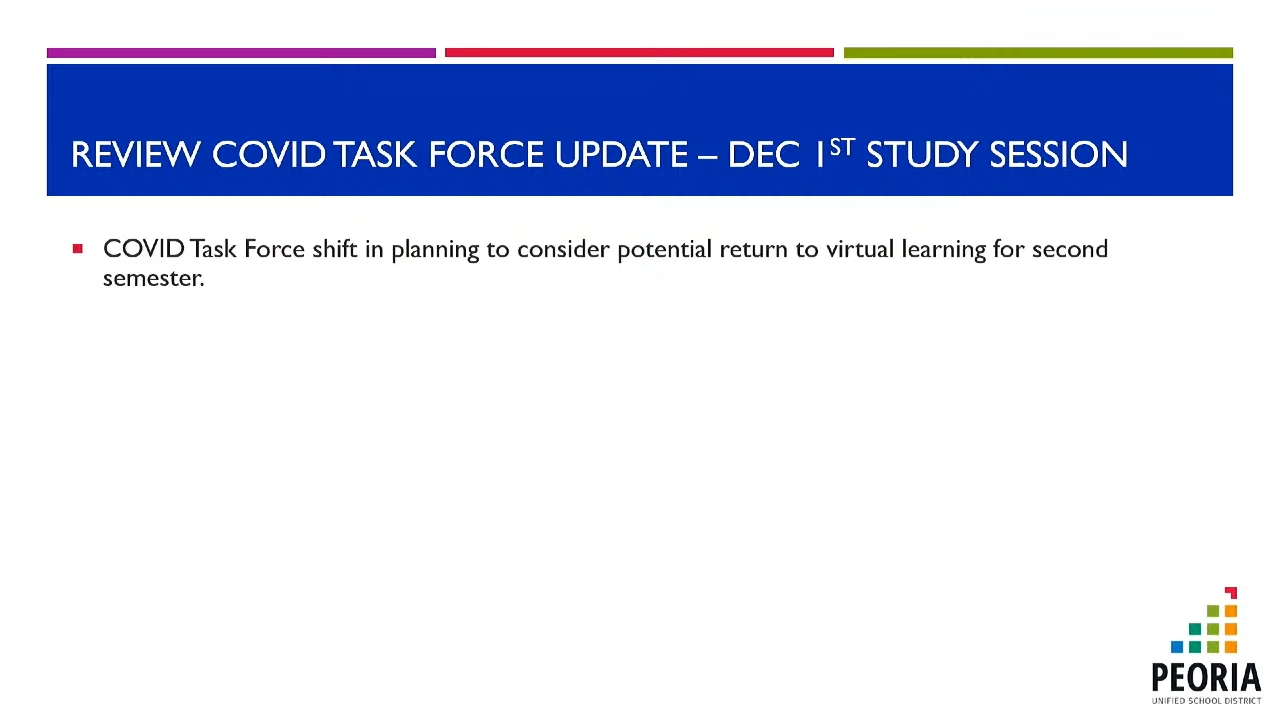 REVIEW COVID TASK FORCE UPDATE – DEC 1ST STUDY SESSION
COVID Task Force shift in planning to consider potential return to virtual learning for second
semester.
PEORIA
UNIFIED SCHOOL DISTRICT